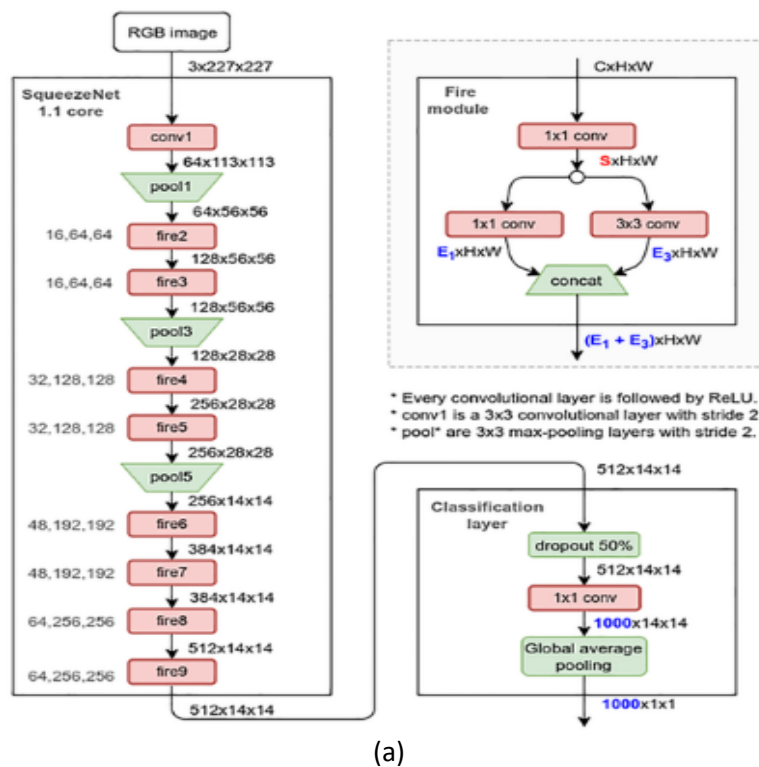 RGB image
3x227x227
SqueezeNet
1.1 core
conv1
64x113x113
pool1
64x56x56
16,64,64
fire2
128x56x56
16,64,64
fire3
128x56x56
pool3
128x28x28
32,128,128
fire4
256x28x28
32,128,128
fire5
256x28x28
pool5
256x14x14
48,192,192
fire6
384x14x14
48,192,192
fire7
384x14x14
64,256,256
fire8
512x14x14
64,256,256
fire9
512x14x14
CxHxW
Fire
module
1x1 conv
SxHxW
1x1 conv
3x3 conv
E1xHxW
E3xHxW
concat
(E1 + E3)xHxW
* Every convolutional layer is followed by ReLU.
* conv1 is a 3x3 convolutional layer with stride 2
* pool* are 3x3 max-pooling layers with stride 2.
512x14x14
Classification
layer
dropout 50%
512x14x14
1x1 conv
1000x14x14
Global average
pooling
1000x1x1
(a)